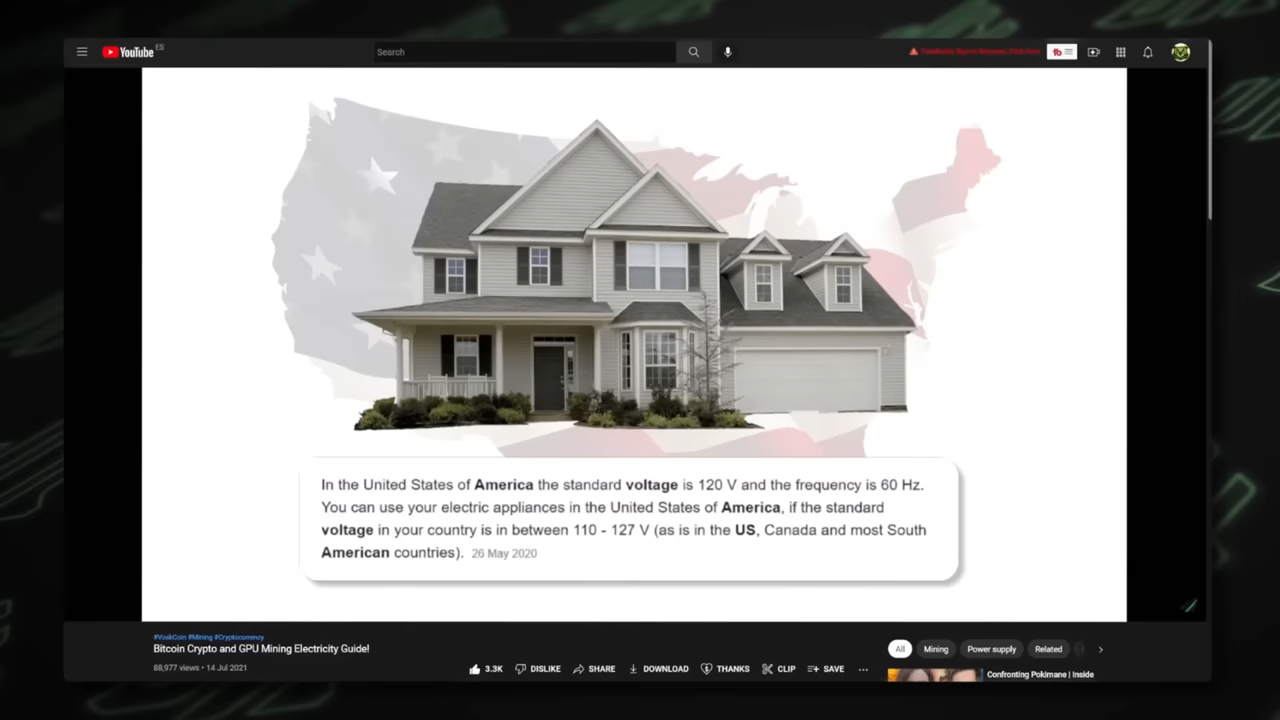 YouTube ES
Search
In the United States of America the standard voltage is 120 V and the frequency is 60 Hz.
You can use your electric appliances in the United States of America, if the standard
voltage in your country is in between 110 - 127 V (as is in the US, Canada and most South
American countries). 26 May 2020
#VoskCoin #Mining #Cryptocurrency
Bitcoin Crypto and GPU Mining Electricity Guide!
88,977 views • 14 Jul 2021
3.3K DISLIKE SHARE DOWNLOAD THANKS CLIP SAVE ...
All Mining Power supply Related
Confronting Pokimane | Inside